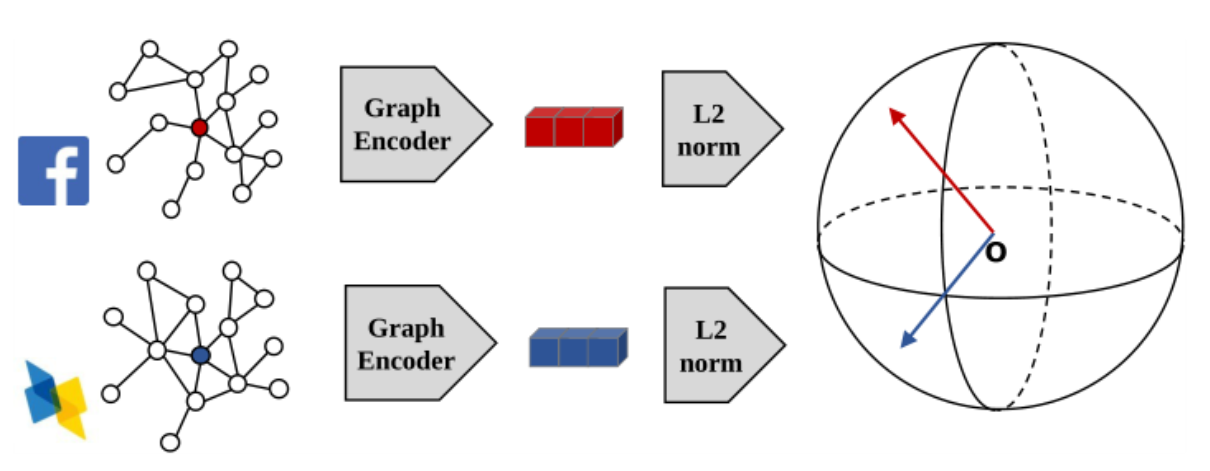 Graph
Encoder
L2
norm
f
O
Graph
Encoder
L2
norm